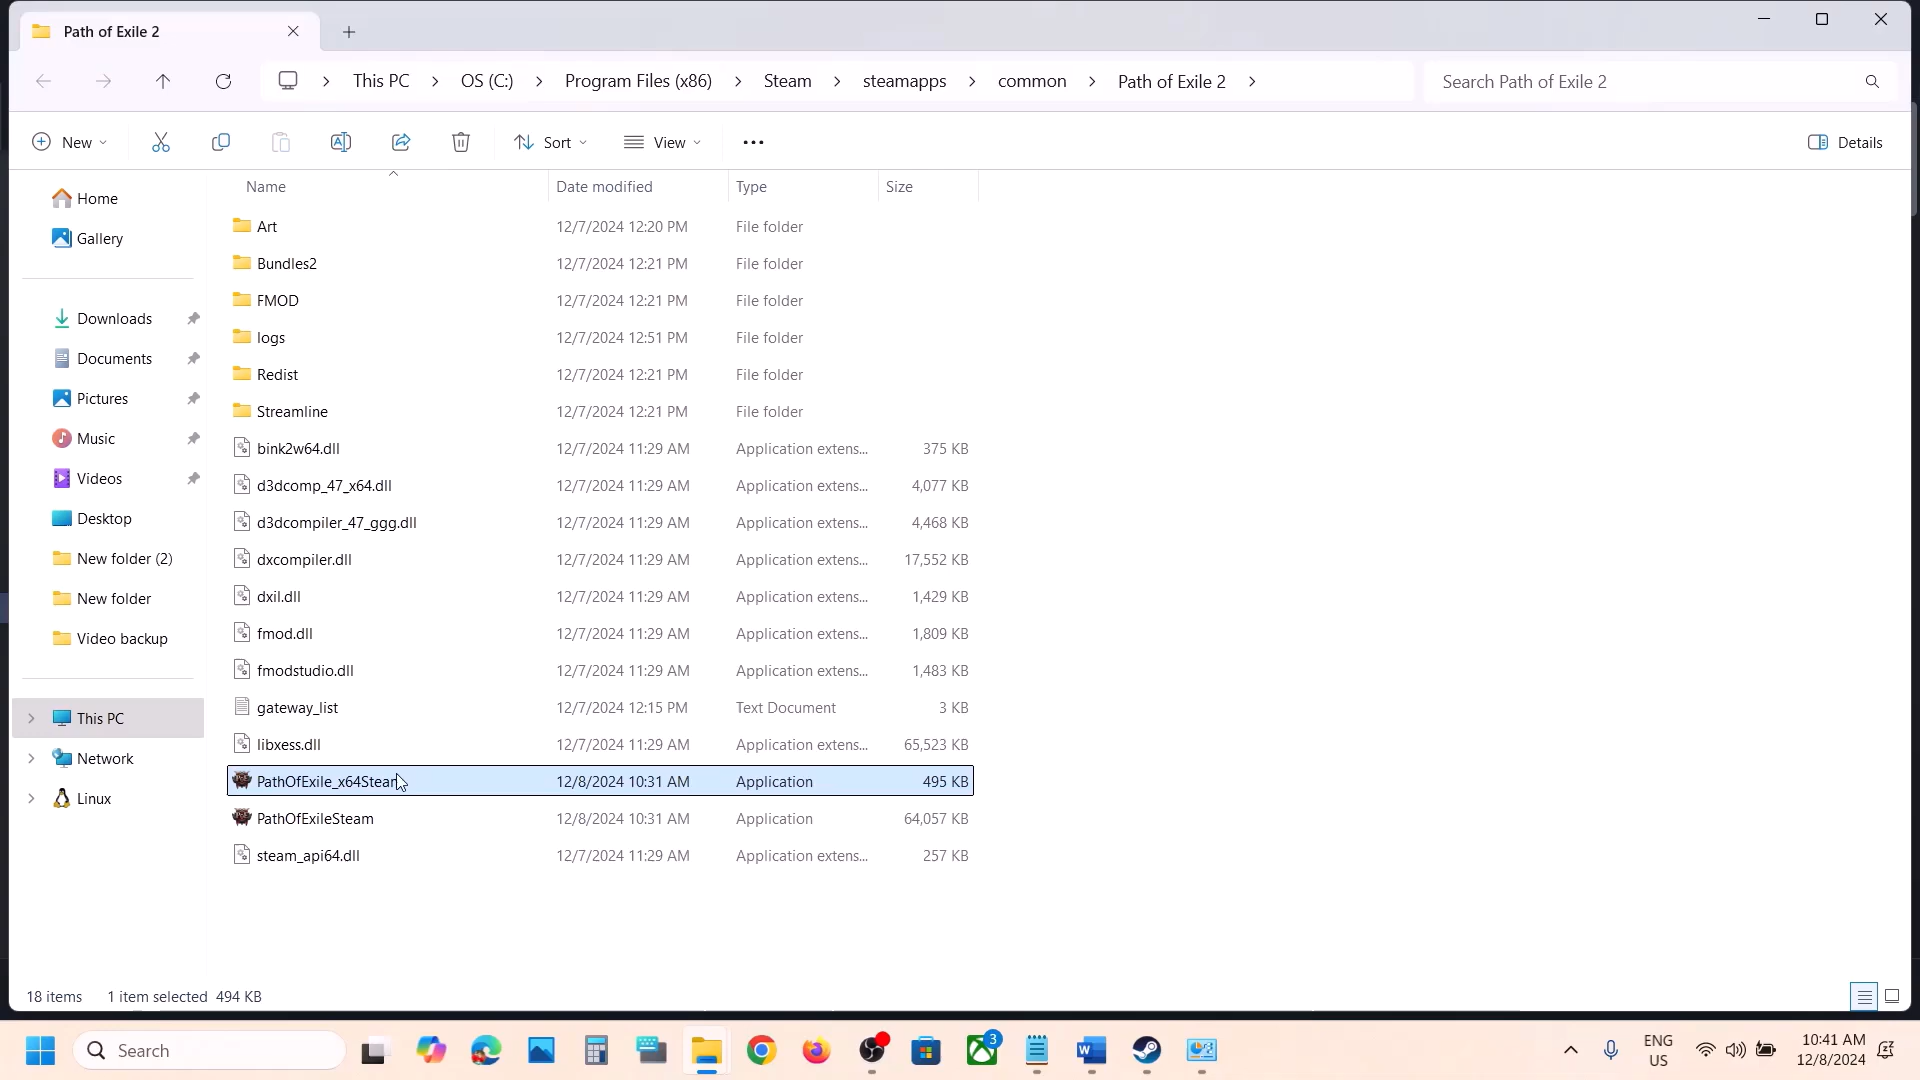 Path of Exile 2
This PC > OS (C:) > Program Files (x86) > Steam > steamapps > common > Path of Exile 2 >
Search Path of Exile 2
New
Sort
View
Details
Home
Gallery
Downloads
Documents
Pictures
Music
Videos
Desktop
New folder (2)
New folder
Video backup
This PC
Network
Linux
Name Date modified Type Size
Art 12/7/2024 12:20 PM File folder
Bundles2 12/7/2024 12:21 PM File folder
FMOD 12/7/2024 12:21 PM File folder
logs 12/7/2024 12:51 PM File folder
Redist 12/7/2024 12:21 PM File folder
Streamline 12/7/2024 12:21 PM File folder
bink2w64.dll 12/7/2024 11:29 AM Application extens... 375 KB
d3dcomp_47_x64.dll 12/7/2024 11:29 AM Application extens... 4,077 KB
d3dcompiler_47_ggg.dll 12/7/2024 11:29 AM Application extens... 4,468 KB
dxcompiler.dll 12/7/2024 11:29 AM Application extens... 17,552 KB
dxil.dll 12/7/2024 11:29 AM Application extens... 1,429 KB
fmod.dll 12/7/2024 11:29 AM Application extens... 1,809 KB
fmodstudio.dll 12/7/2024 11:29 AM Application extens... 1,483 KB
gateway_list 12/7/2024 12:15 PM Text Document 3 KB
libxess.dll 12/7/2024 11:29 AM Application extens... 65,523 KB
PathOfExile_x64Steam 12/8/2024 10:31 AM Application 495 KB
PathOfExileSteam 12/8/2024 10:31 AM Application 64,057 KB
steam_api64.dll 12/7/2024 11:29 AM Application extens... 257 KB
18 items 1 item selected 494 KB
Search
3
ENG
US
10:41 AM
12/8/2024